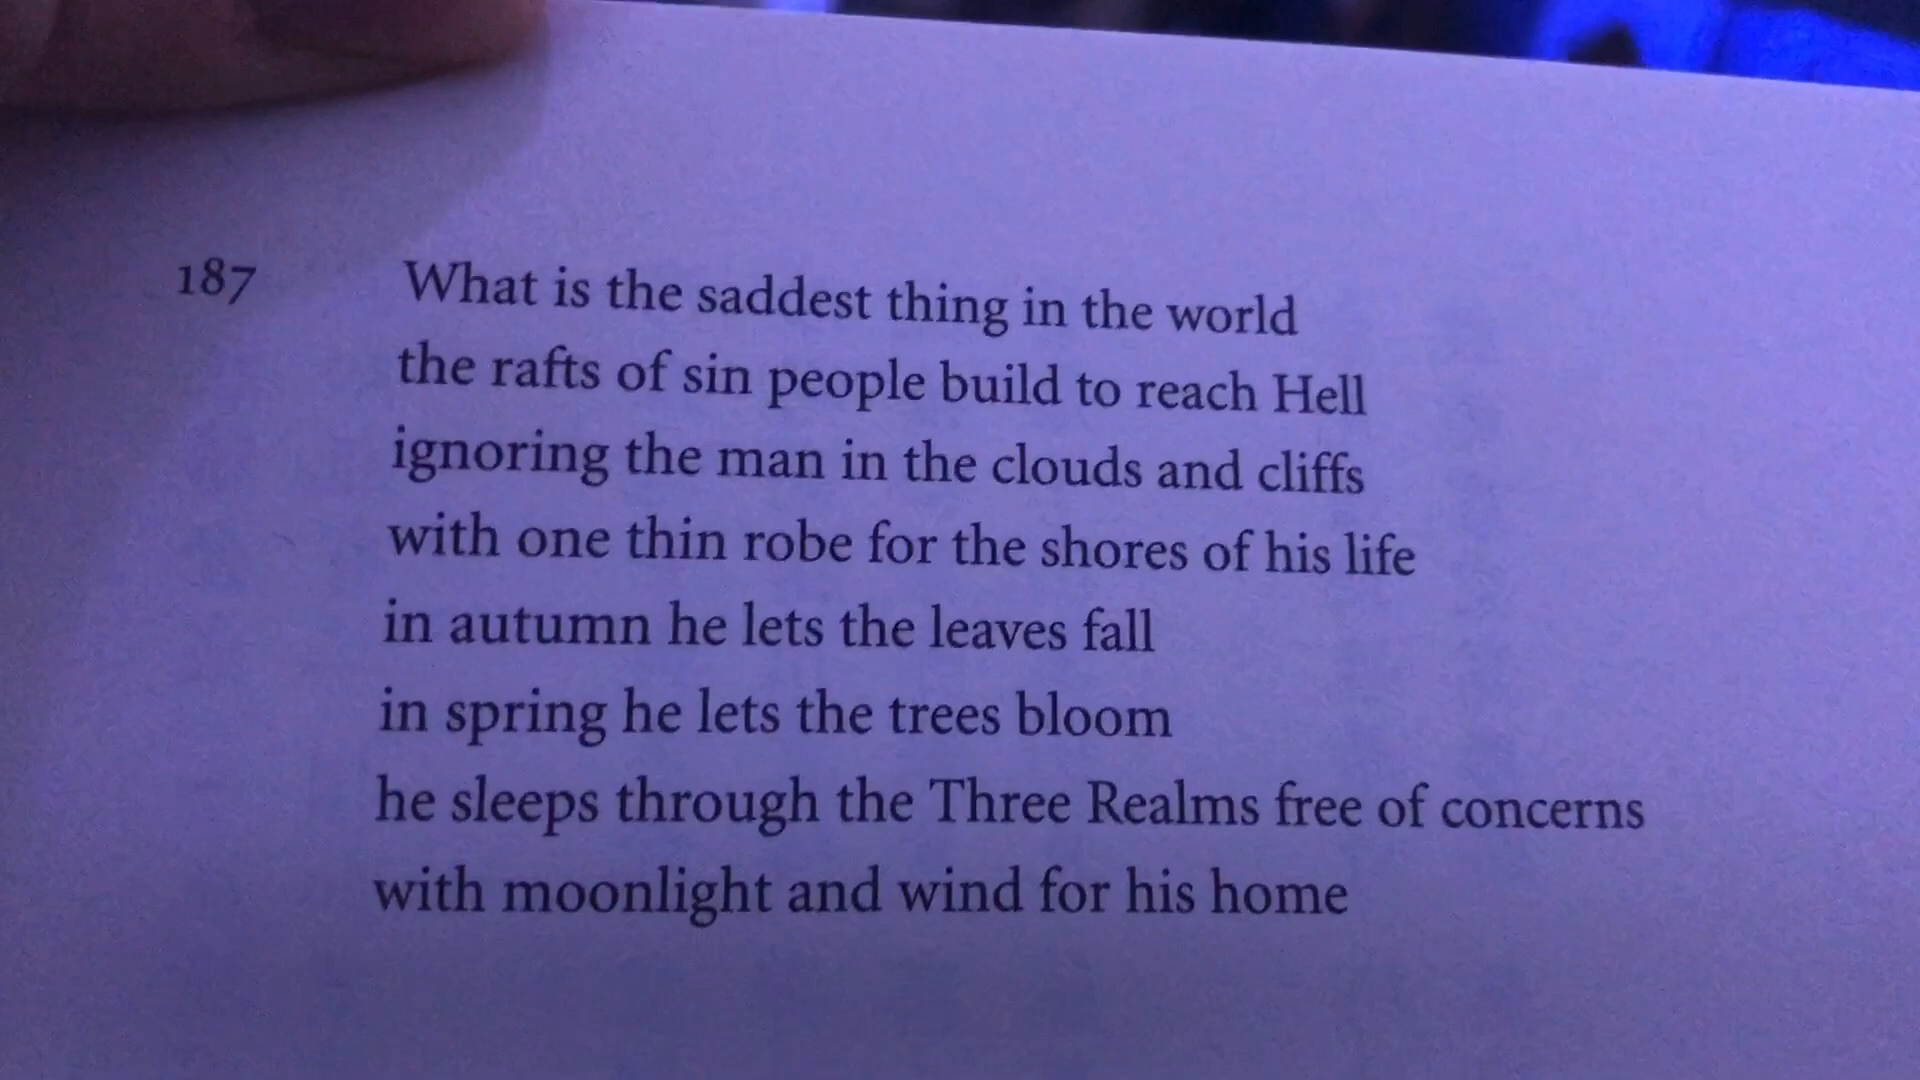 187 What is the saddest thing in the world
the rafts of sin people build to reach Hell
ignoring the man in the clouds and cliffs
with one thin robe for the shores of his life
in autumn he lets the leaves fall
in spring he lets the trees bloom
he sleeps through the Three Realms free of concerns
with moonlight and wind for his home